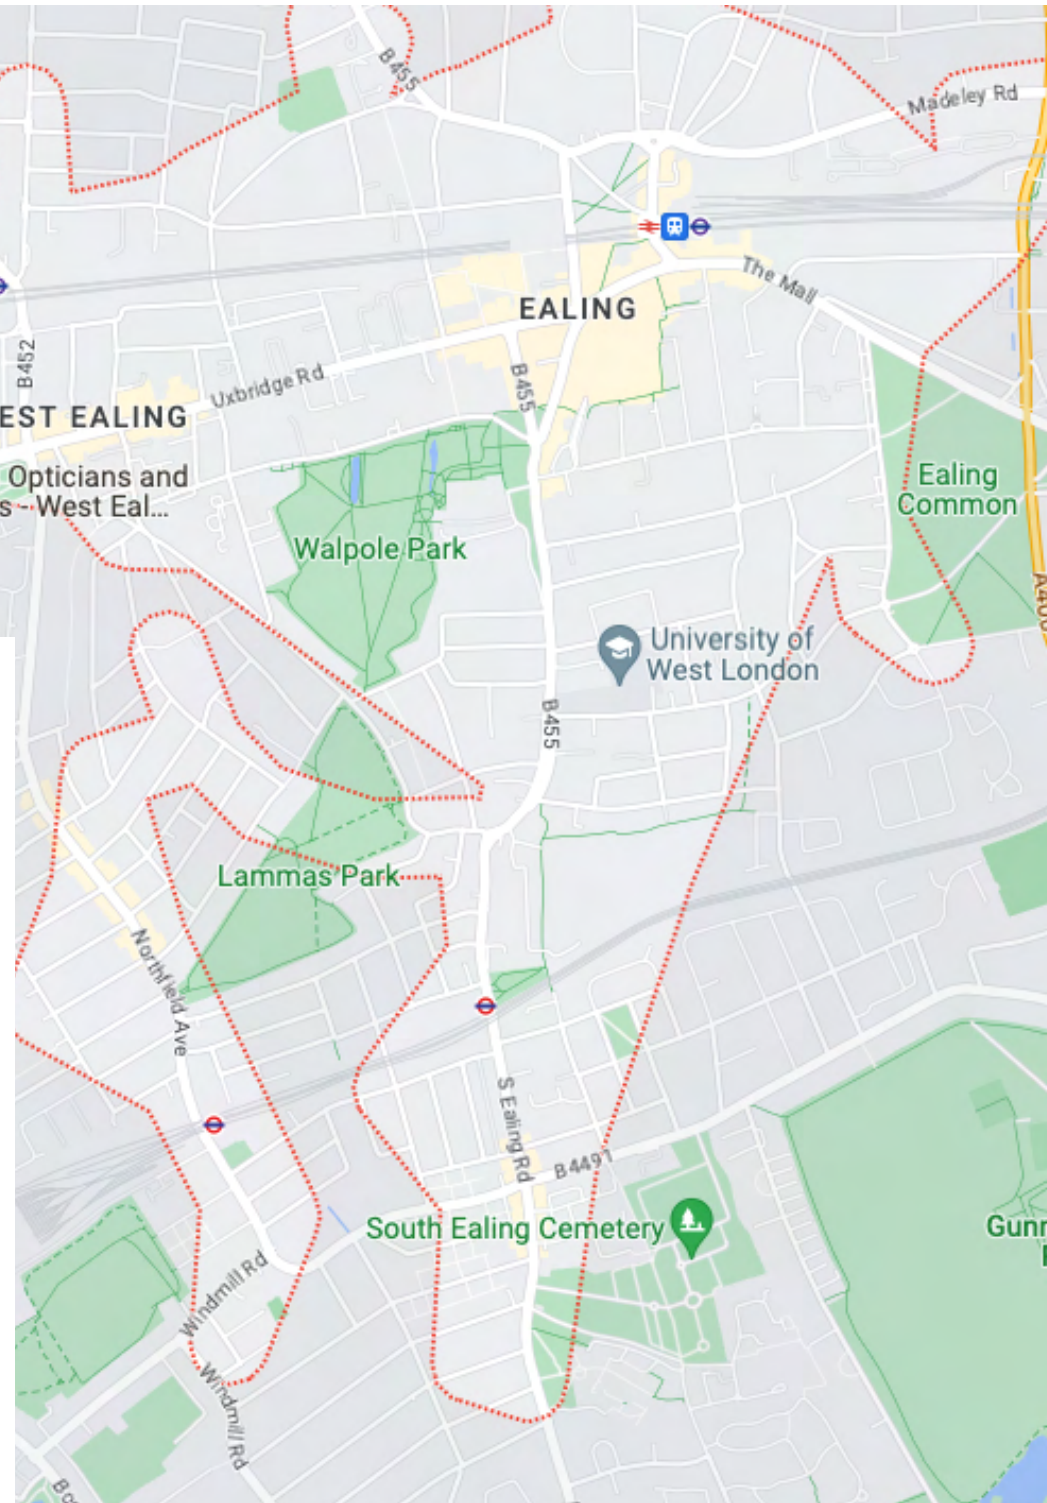 B455
Madeley Rd
The Mall
EALING
B452
Uxbridge Rd
B455
EST EALING
Opticians and
s - West Eal...
Ealing
Common
Walpole Park
University of
West London
B455
Lammas Park
Northfield Ave
S Ealing Rd
B4491
South Ealing Cemetery
Windmill Rd
Windmill Rd